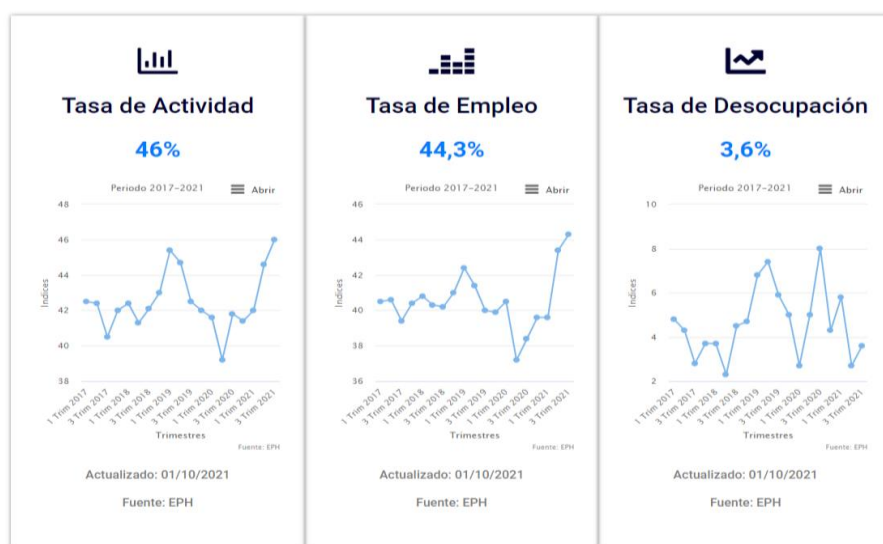 Tasa de Actividad
46%
Periodo 2017-2021
Abrir
48
46
44
42
40
38
Indices
1 Trim 2017
3 Trim 2017
1 Trim 2018
3 Trim 2018
1 Trim 2019
3 Trim 2019
1 Trim 2020
3 Trim 2020
1 Trim 2021
3 Trim 2021
Trimestres
Fuente: EPH
Actualizado: 01/10/2021
Fuente: EPH
Tasa de Empleo
44,3%
Periodo 2017-2021
Abrir
46
44
42
40
38
36
Indices
1 Trim 2017
3 Trim 2017
1 Trim 2018
3 Trim 2018
1 Trim 2019
3 Trim 2019
1 Trim 2020
3 Trim 2020
1 Trim 2021
3 Trim 2021
Trimestres
Fuente: EPH
Actualizado: 01/10/2021
Fuente: EPH
Tasa de Desocupación
3,6%
Periodo 2017-2021
Abrir
10
8
6
4
2
Indices
1 Trim 2017
3 Trim 2017
1 Trim 2018
3 Trim 2018
1 Trim 2019
3 Trim 2019
1 Trim 2020
3 Trim 2020
1 Trim 2021
3 Trim 2021
Trimestres
Fuente: EPH
Actualizado: 01/10/2021
Fuente: EPH